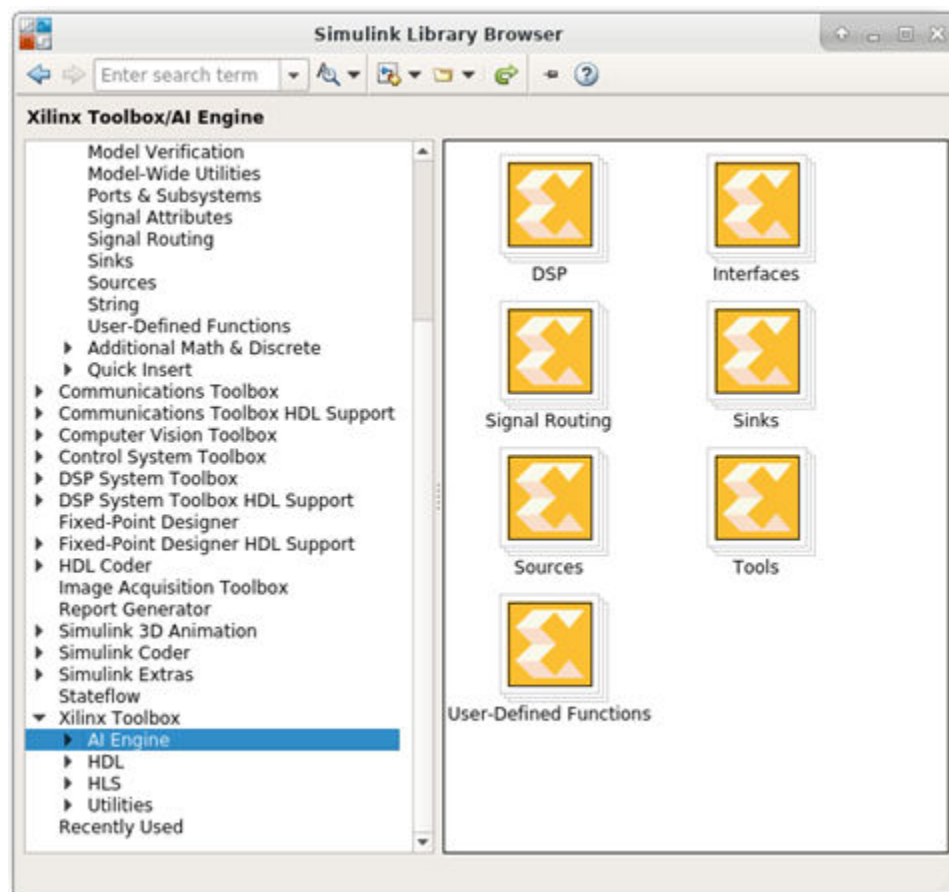 Simulink Library Browser
Enter search term
Xilinx Toolbox/AI Engine
Model Verification
Model-Wide Utilities
Ports & Subsystems
Signal Attributes
Signal Routing
Sinks
Sources
String
User-Defined Functions
Additional Math & Discrete
Quick Insert
Communications Toolbox
Communications Toolbox HDL Support
Computer Vision Toolbox
Control System Toolbox
DSP System Toolbox
DSP System Toolbox HDL Support
Fixed-Point Designer
Fixed-Point Designer HDL Support
HDL Coder
Image Acquisition Toolbox
Report Generator
Simulink 3D Animation
Simulink Coder
Simulink Extras
Stateflow
Xilinx Toolbox
AI Engine
HDL
HLS
Utilities
Recently Used
DSP
Interfaces
Signal Routing
Sinks
Sources
Tools
User-Defined Functions